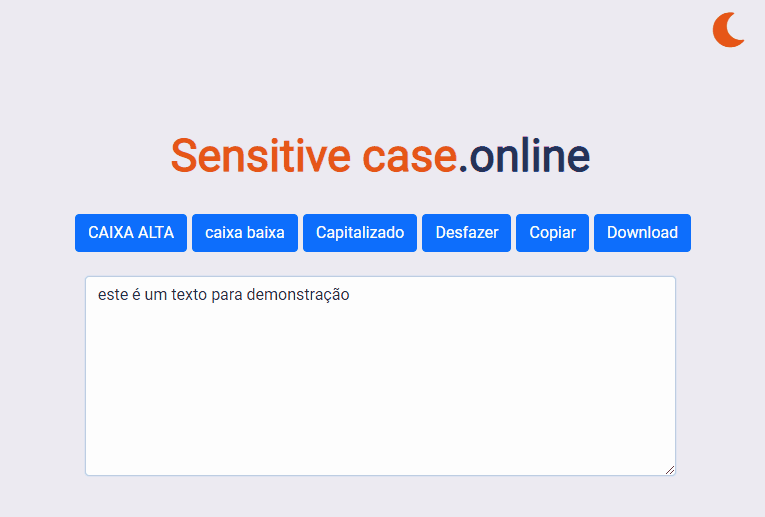 Sensitive case.online
CAIXA ALTA caixa baixa Capitalizado Desfazer Copiar Download
este é um texto para demonstração